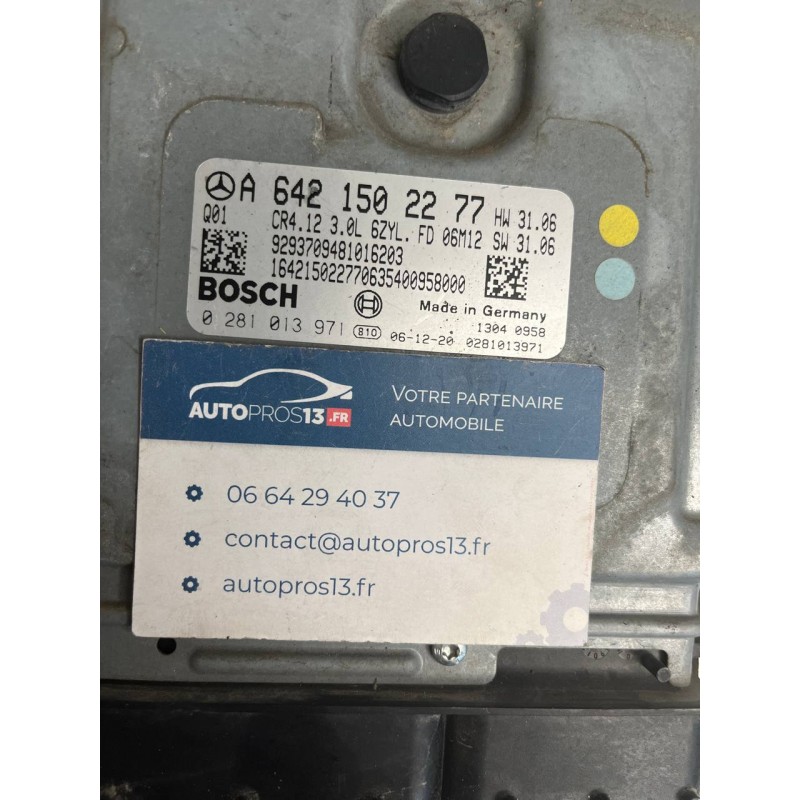 A 642 150 22 77 HW 31.06
Q01 CR4.12 3.0L 6ZYL. FD 06M12 SW 31.06
9293709481016203
164215022770635400958000
BOSCH Made in Germany
1304 0958
0 281 013 971 810 06-12-20 0281013971
AUTOPROS13.FR
VOTRE PARTENAIRE
AUTOMOBILE
06 64 29 40 37
contact@autopros13.fr
autopros13.fr